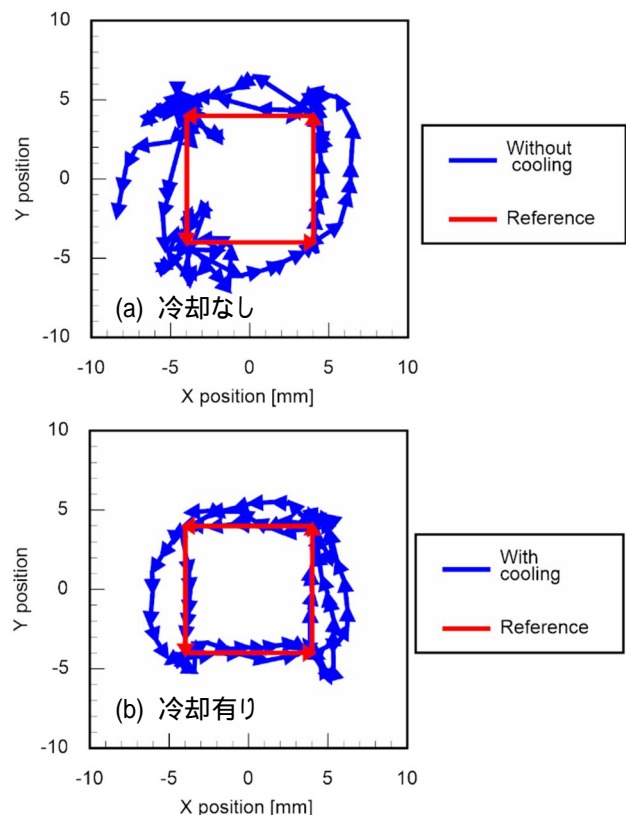 10
5
0
-5
-10
Y position
(a) 冷却なし
-10 -5 0 5 10
X position [mm]
Without
cooling
Reference
10
5
0
-5
-10
Y position
(b) 冷却有り
-10 -5 0 5 10
X position [mm]
With
cooling
Reference